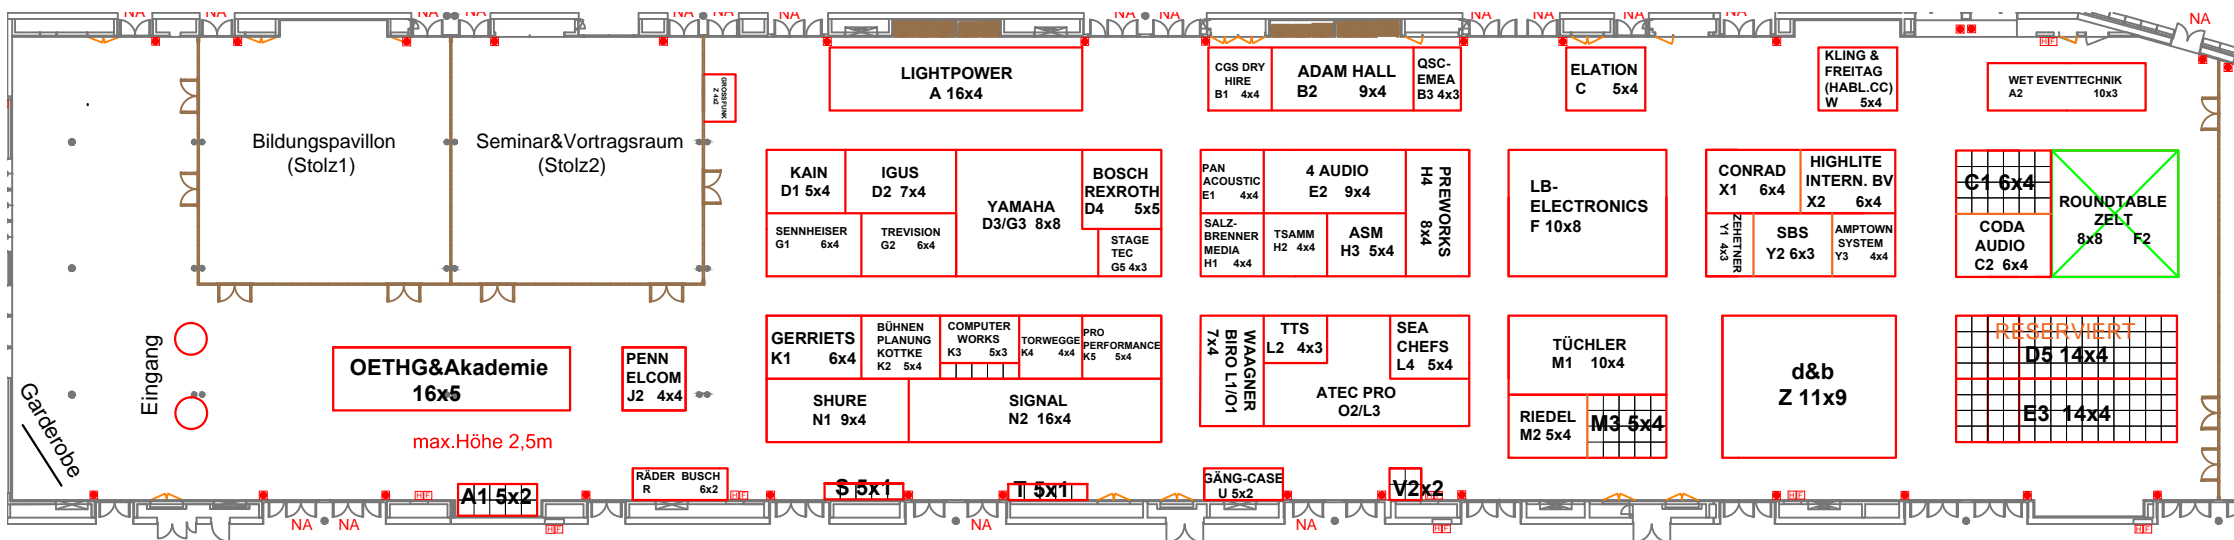 NA
NA
NA
NA
NA
NA
NA
NA
NA
NA
NA
NA
LIGHTPOWER
A 16x4
CGS DRY
HIRE
B1 4x4
ADAM HALL
B2 9x4
QSC-
EMEA
B3 4x3
ELATION
C 5x4
KLING &
FREITAG
(HABL.CC)
W 5x4
HF
WET EVENTTECHNIK
A2 10x3
GROSSFUNK
Z 4x2
Bildungspavillon
(Stolz1)
Seminar&Vortragsraum
(Stolz2)
KAIN
D1 5x4
IGUS
D2 7x4
YAMAHA
D3/G3 8x8
BOSCH
REXROTH
D4 5x5
SENNHEISER
G1 6x4
TREVISION
G2 6x4
STAGE
TEC
G5 4x3
PAN
ACOUSTIC
E1 4x4
4 AUDIO
E2 9x4
PREWORKS
H4 8x4
SALZ-
BRENNER
MEDIA
H1 4x4
TSAMM
H2 4x4
ASM
H3 5x4
LB-
ELECTRONICS
F 10x8
CONRAD
X1 6x4
HIGHLITE
INTERN. BV
X2 6x4
ZEHETNER
Y1 4x3
SBS
Y2 6x3
AMPTOWN
SYSTEM
Y3 4x4
C1 6x4
CODA
AUDIO
C2 6x4
ROUNDTABLE
ZELT
8x8 F2
Eingang
Garderobe
OETHG&Akademie
16x5
max.Höhe 2,5m
PENN
ELCOM
J2 4x4
GERRIETS
K1 6x4
BÜHNEN
PLANUNG
KOTTKE
K2 5x4
COMPUTER
WORKS
K3 5x3
TORWEGGE
K4 4x4
PRO
PERFORMANCE
K5 5x4
SHURE
N1 9x4
SIGNAL
N2 16x4
WAAGNER
BIRO L1/O1
7x4
TTS
L2 4x3
SEA
CHEFS
L4 5x4
ATEC PRO
O2/L3
TÜCHLER
M1 10x4
RIEDEL
M2 5x4
M3 5x4
d&b
Z 11x9
RESERVIERT
D5 14x4
E3 14x4
A1 5x2
RÄDER BUSCH
R 6x2
S 5x1
T 5x1
GÄNG-CASE
U 5x2
V2x2
HF
HF
HF
NA
NA
NA
NA
HF
HF
HF